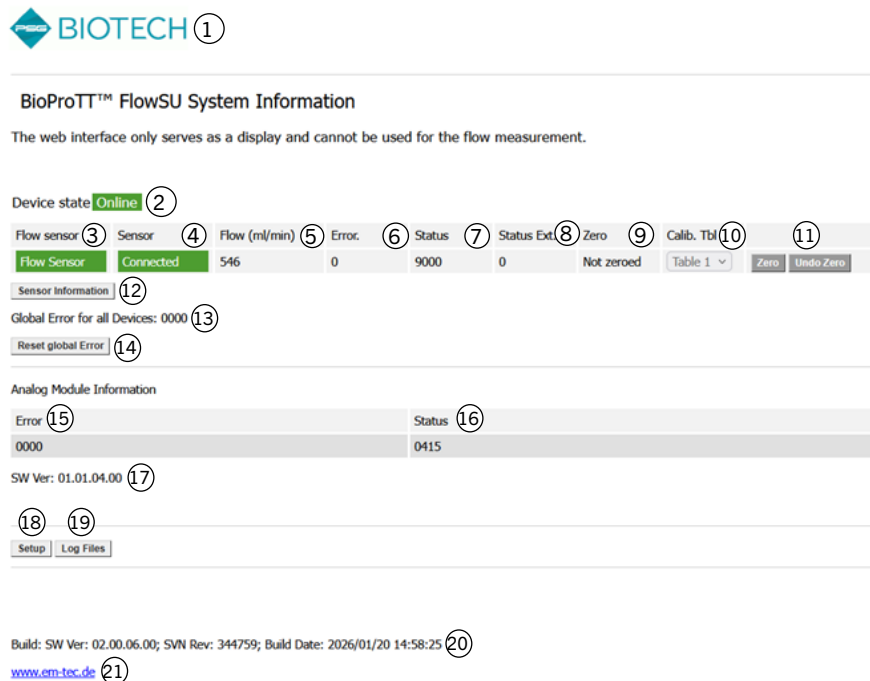 PSG BIOTECH 1
BioProTT™ FlowSU System Information
The web interface only serves as a display and cannot be used for the flow measurement.
Device state Online 2
Flow sensor 3 Sensor 4 Flow (ml/min) 5 Error. 6 Status 7 Status Ext. 8 Zero 9 Calib. Tbl 10 11
Flow Sensor Connected 546 0 9000 0 Not zeroed Table 1 Zero Undo Zero
Sensor Information 12
Global Error for all Devices: 0000 13
Reset global Error 14
Analog Module Information
Error 15 Status 16
0000 0415
SW Ver: 01.01.04.00 17
18 19
Setup Log Files
Build: SW Ver: 02.00.06.00; SVN Rev: 344759; Build Date: 2026/01/20 14:58:25 20
www.em-tec.de 21